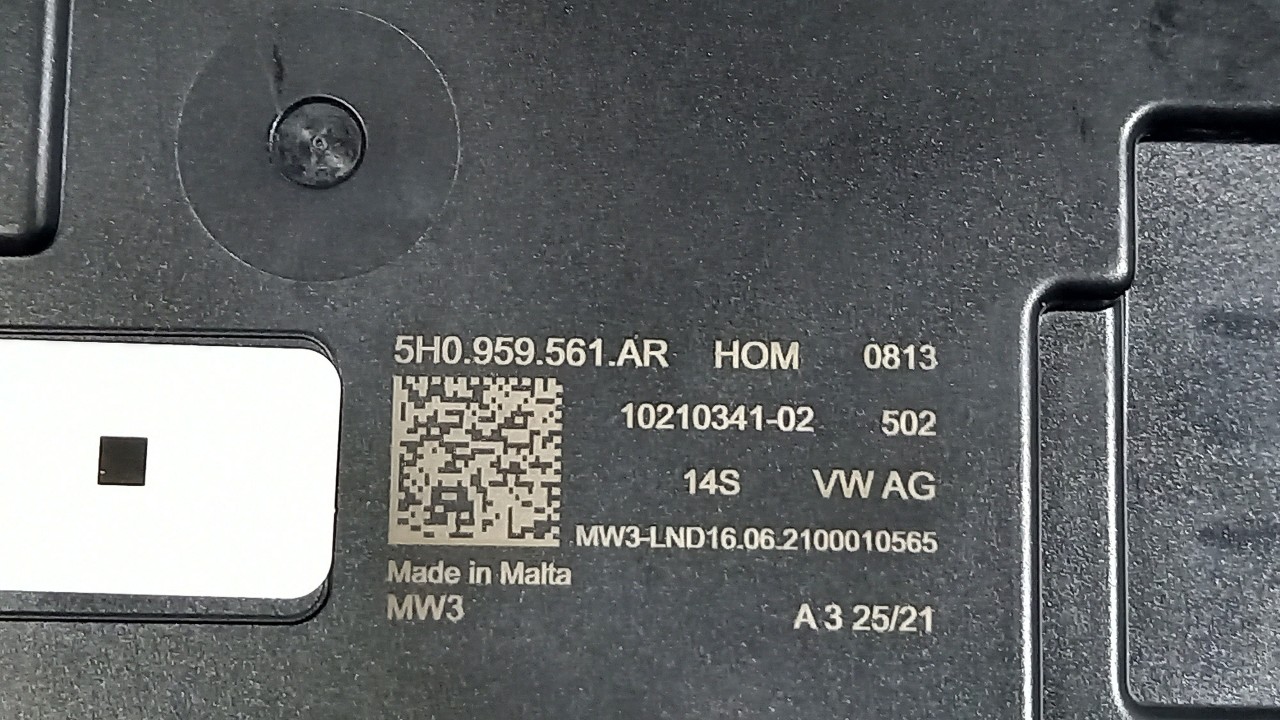 5H0.959.561.AR HOM 0813
10210341-02 502
14S VW AG
MW3-LND16.06.2100010565
Made in Malta
MW3 A 3 25/21